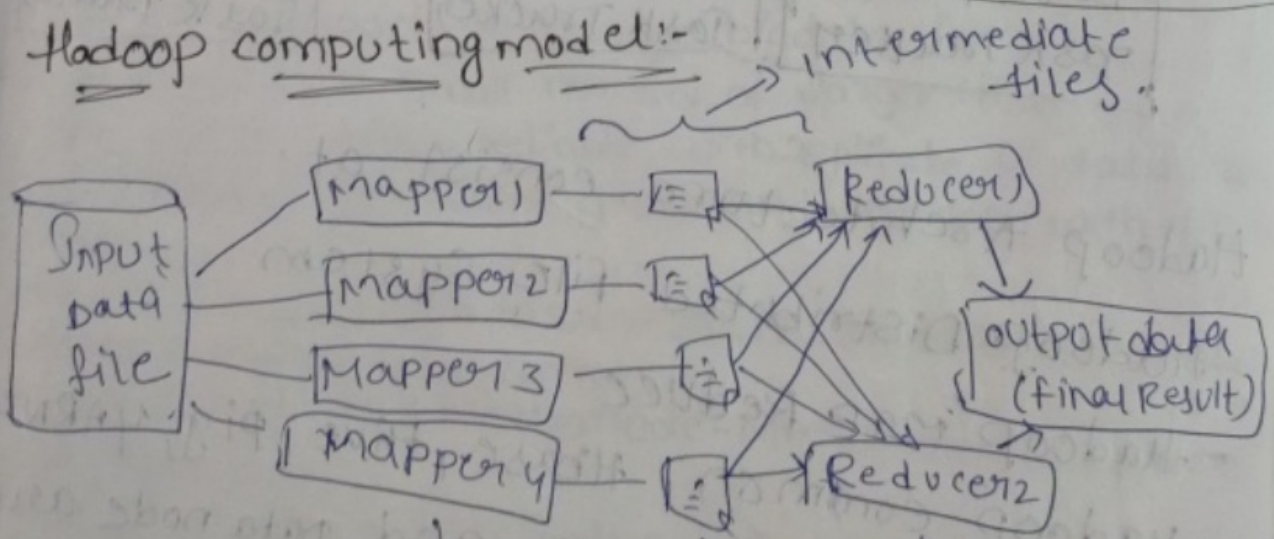 Hadoop computing model:-
intermediate
files.
Input
Data
file
Mapper1
Mapper2
Mapper3
Mapper4
Reducer1
Reducer2
output data
(final Result)